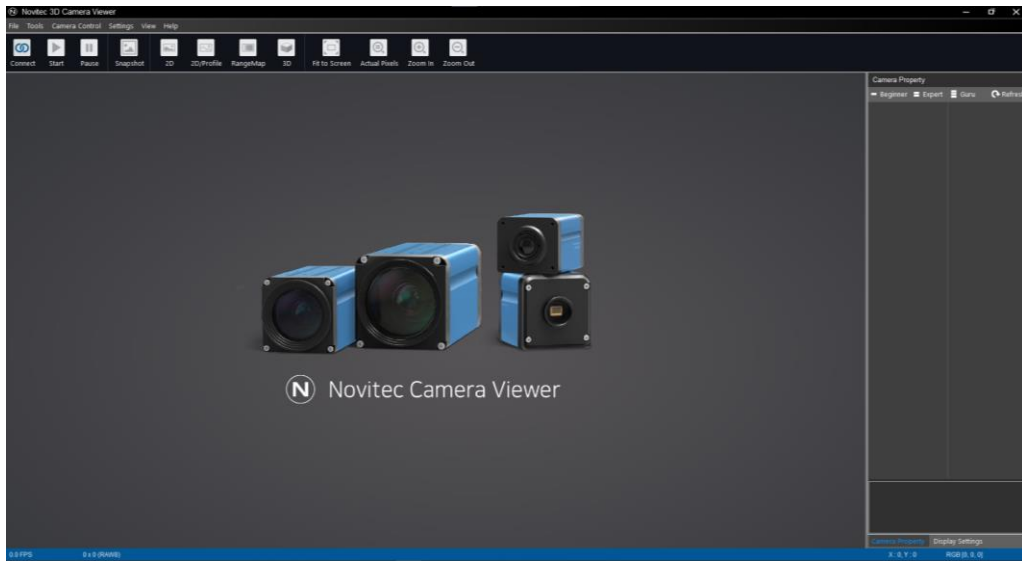 Novitec 3D Camera Viewer
File Tools Camera Control Settings View Help
Connect Start Pause Snapshot 2D 2D/Profile RangeMap 3D Fit to Screen Actual Pixels Zoom In Zoom Out
Camera Property
Beginner Expert Guru Refres
N Novitec Camera Viewer
Camera Property Display Settings
0.0 FPS 0 x 0 (RAW8) X : 0, Y : 0 RGB [0, 0, 0]